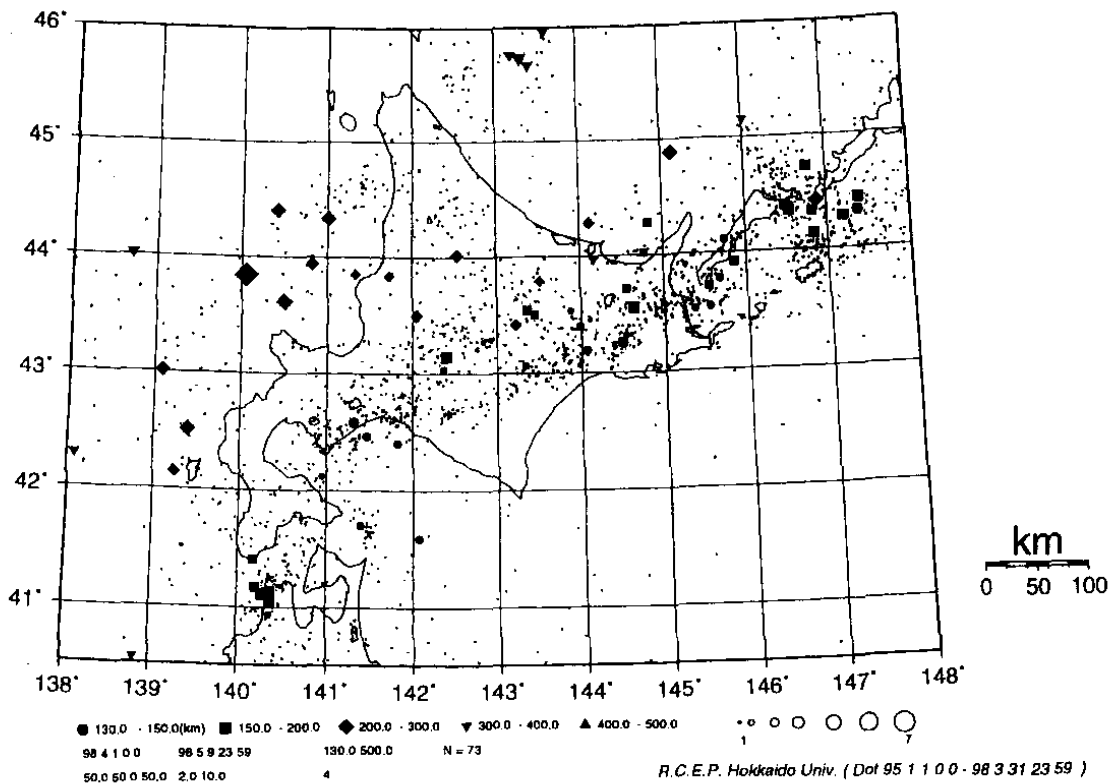 46°
45°
44°
43°
42°
41°
138° 139° 140° 141° 142° 143° 144° 145° 146° 147° 148°
km
0 50 100
130.0 - 150.0(km) 150.0 - 200.0 200.0 - 300.0 300.0 - 400.0 400.0 - 500.0
1 7
98 4 1 0 0 98 5 9 23 59 130.0 500.0 N = 73
50.0 50 0 50.0 2.0 10.0 4
R.C.E.P. Hokkaido Univ. ( Dot 95 1 1 0 0 - 98 3 31 23 59 )